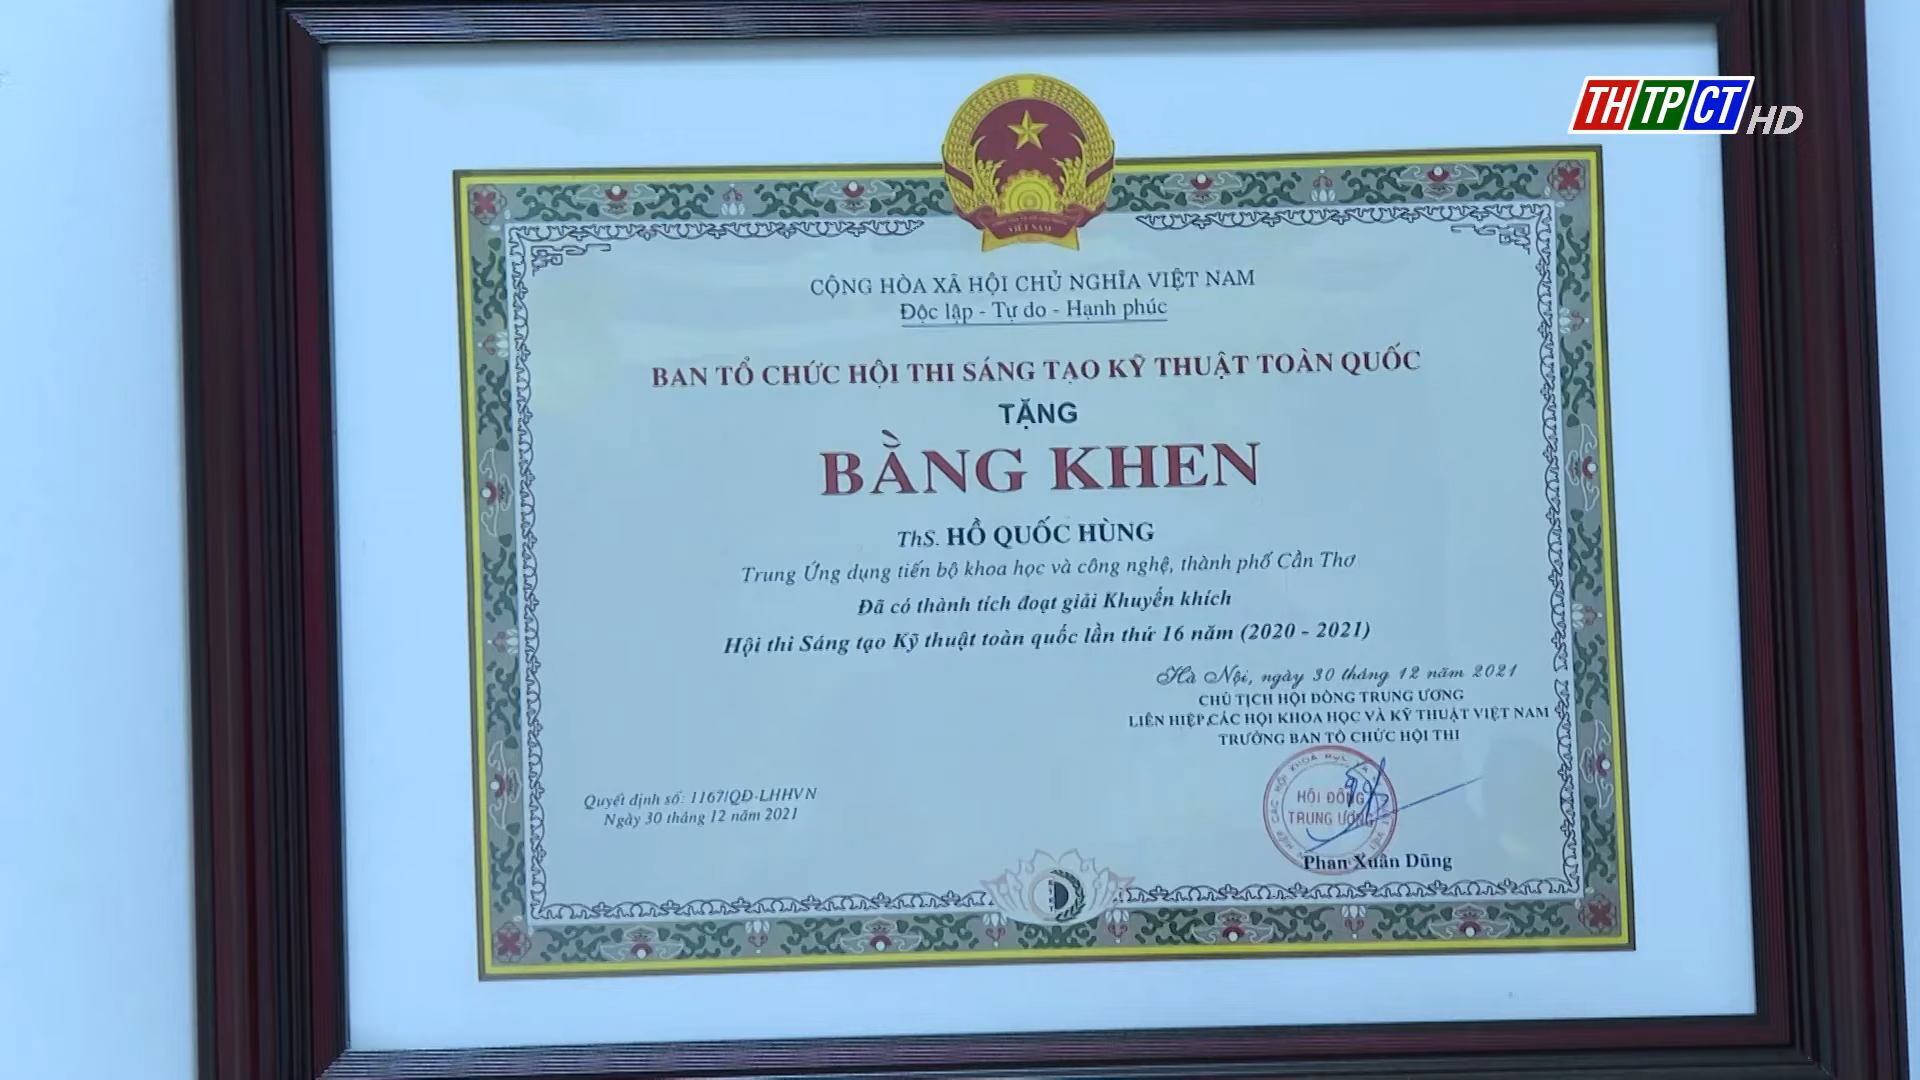 THTPCT HD
VIỆT NAM
CỘNG HÒA XÃ HỘI CHỦ NGHĨA VIỆT NAM
Độc lập - Tự do - Hạnh phúc
BAN TỔ CHỨC HỘI THI SÁNG TẠO KỸ THUẬT TOÀN QUỐC
TẶNG
BẰNG KHEN
ThS. HỒ QUỐC HÙNG
Trung Ứng dụng tiến bộ khoa học và công nghệ, thành phố Cần Thơ
Đã có thành tích đoạt giải Khuyến khích
Hội thi Sáng tạo Kỹ thuật toàn quốc lần thứ 16 năm (2020 - 2021)
Hà Nội, ngày 30 tháng 12 năm 2021
CHỦ TỊCH HỘI ĐỒNG TRUNG ƯƠNG
LIÊN HIỆP CÁC HỘI KHOA HỌC VÀ KỸ THUẬT VIỆT NAM
TRƯỞNG BAN TỔ CHỨC HỘI THI
HỘI ĐỒNG
TRUNG ƯƠNG
Quyết định số: 1167/QĐ-LHHVN
Ngày 30 tháng 12 năm 2021
Phan Xuân Dũng